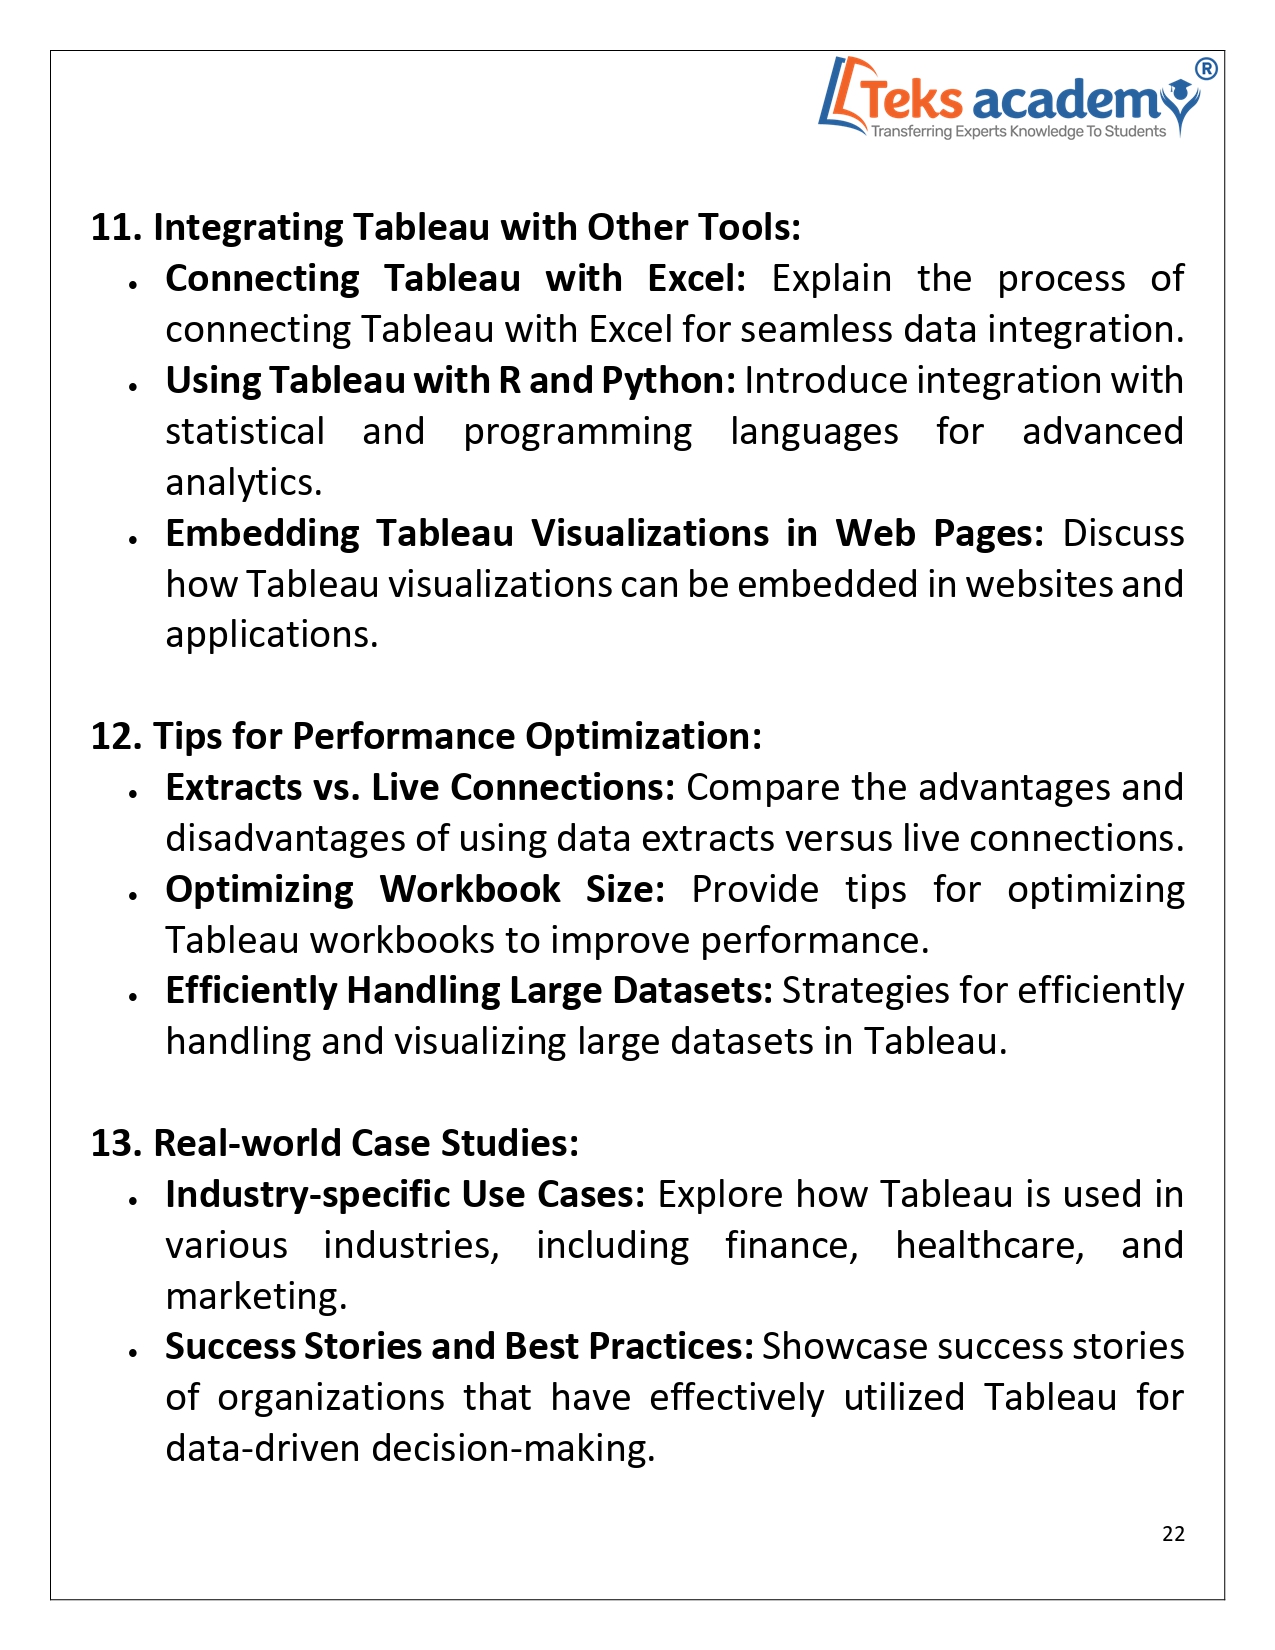 Teks academy ®
Transferring Experts Knowledge To Students
11. Integrating Tableau with Other Tools:
• Connecting Tableau with Excel: Explain the process of
connecting Tableau with Excel for seamless data integration.
• Using Tableau with R and Python: Introduce integration with
statistical and programming languages for advanced
analytics.
• Embedding Tableau Visualizations in Web Pages: Discuss
how Tableau visualizations can be embedded in websites and
applications.
12. Tips for Performance Optimization:
• Extracts vs. Live Connections: Compare the advantages and
disadvantages of using data extracts versus live connections.
• Optimizing Workbook Size: Provide tips for optimizing
Tableau workbooks to improve performance.
• Efficiently Handling Large Datasets: Strategies for efficiently
handling and visualizing large datasets in Tableau.
13. Real-world Case Studies:
• Industry-specific Use Cases: Explore how Tableau is used in
various industries, including finance, healthcare, and
marketing.
• Success Stories and Best Practices: Showcase success stories
of organizations that have effectively utilized Tableau for
data-driven decision-making.
22